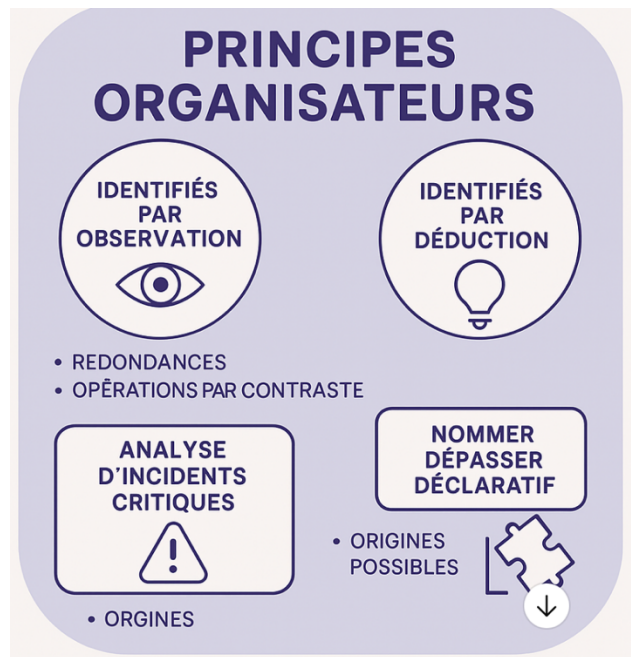 PRINCIPES
ORGANISATEURS
IDENTIFIÉS
PAR
OBSERVATION
IDENTIFIÉS
PAR
DÉDUCTION
• REDONDANCES
• OPĒRATIONS PAR CONTRASTE
ANALYSE
D'INCIDENTS
CRITIQUES
• ORGINES
NOMMER
DÉPASSER
DÉCLARATIF
• ORIGINES
POSSIBLES